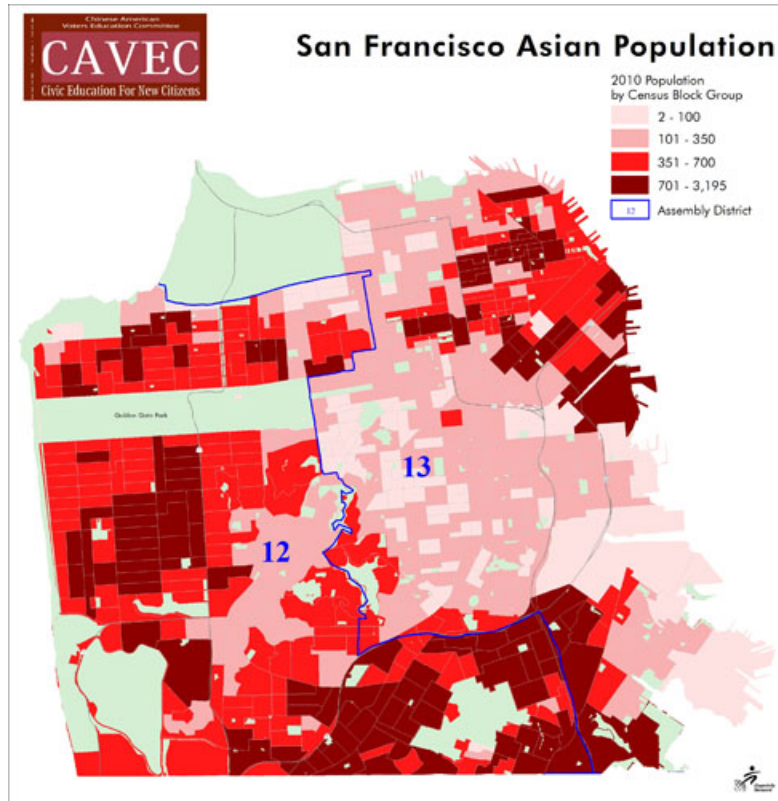 Chinese American
Voters Education Committee
CAVEC
Civic Education For New Citizens
San Francisco Asian Population
2010 Population
by Census Block Group
2 - 100
101 - 350
351 - 700
701 - 3,195
12 Assembly District
Golden Gate Park
13
12